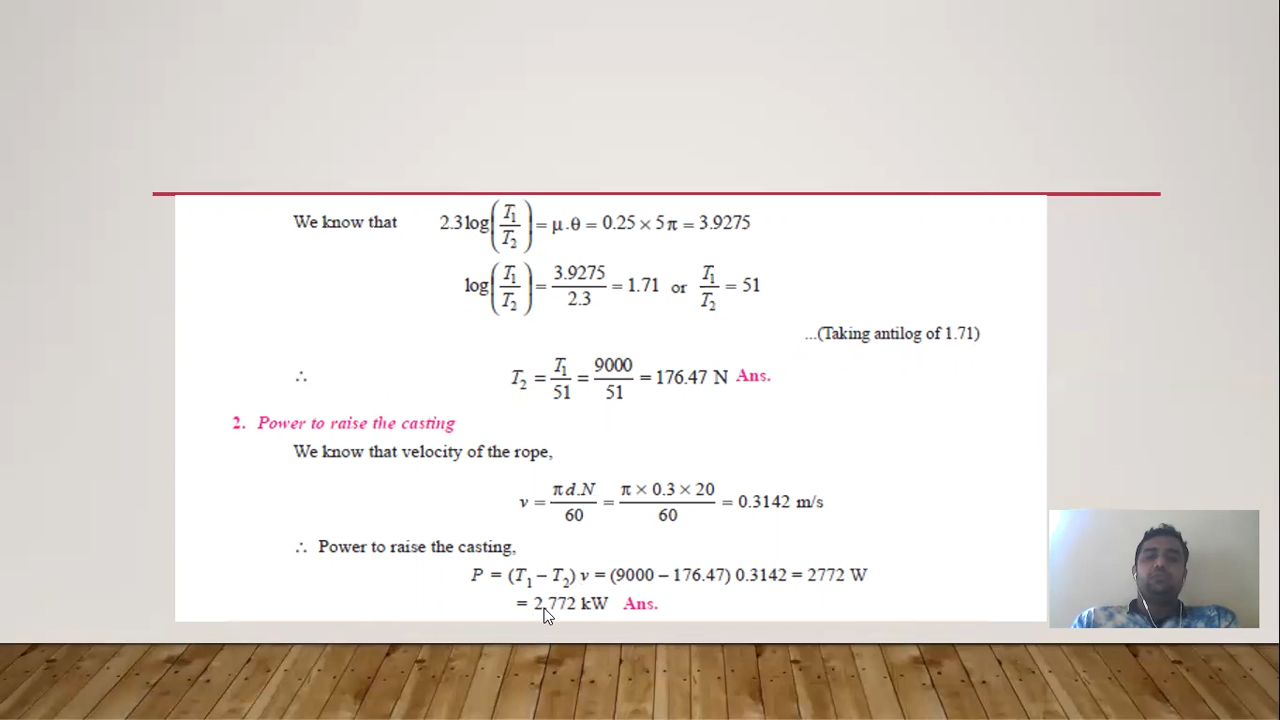 We know that 2.3 log(T₁/T₂) = μ.θ = 0.25 × 5π = 3.9275
log(T₁/T₂) = 3.9275/2.3 = 1.71 or T₁/T₂ = 51
...(Taking antilog of 1.71)
∴ T₂ = T₁/51 = 9000/51 = 176.47 N Ans.
2. Power to raise the casting
We know that velocity of the rope,
v = π d.N/60 = π × 0.3 × 20/60 = 0.3142 m/s
∴ Power to raise the casting,
P = (T₁ – T₂) v = (9000 – 176.47) 0.3142 = 2772 W
= 2.772 kW Ans.